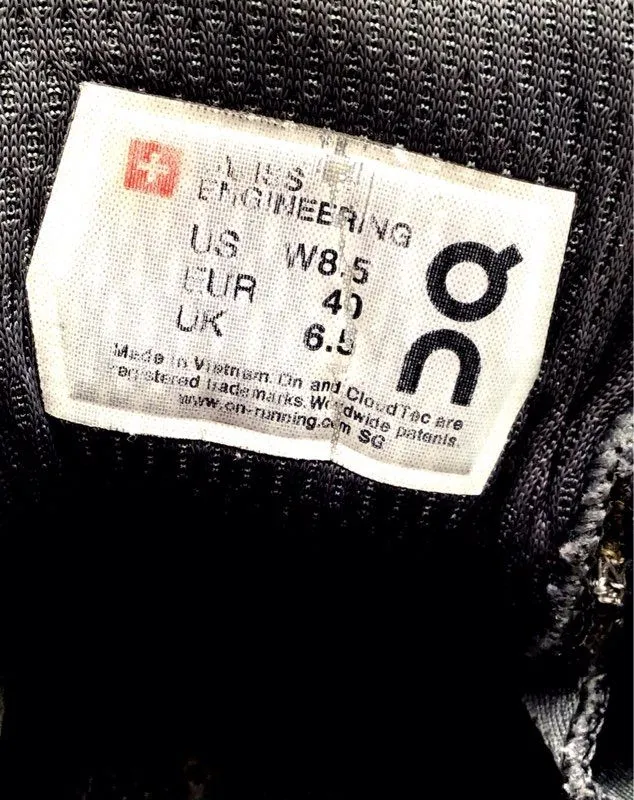 SWISS
ENGINEERING
US W8.5
EUR 40
UK 6.5
Made in Vietnam. On and CloudTec are
registered trademarks. Worldwide patents.
www.on-running.com SG
On